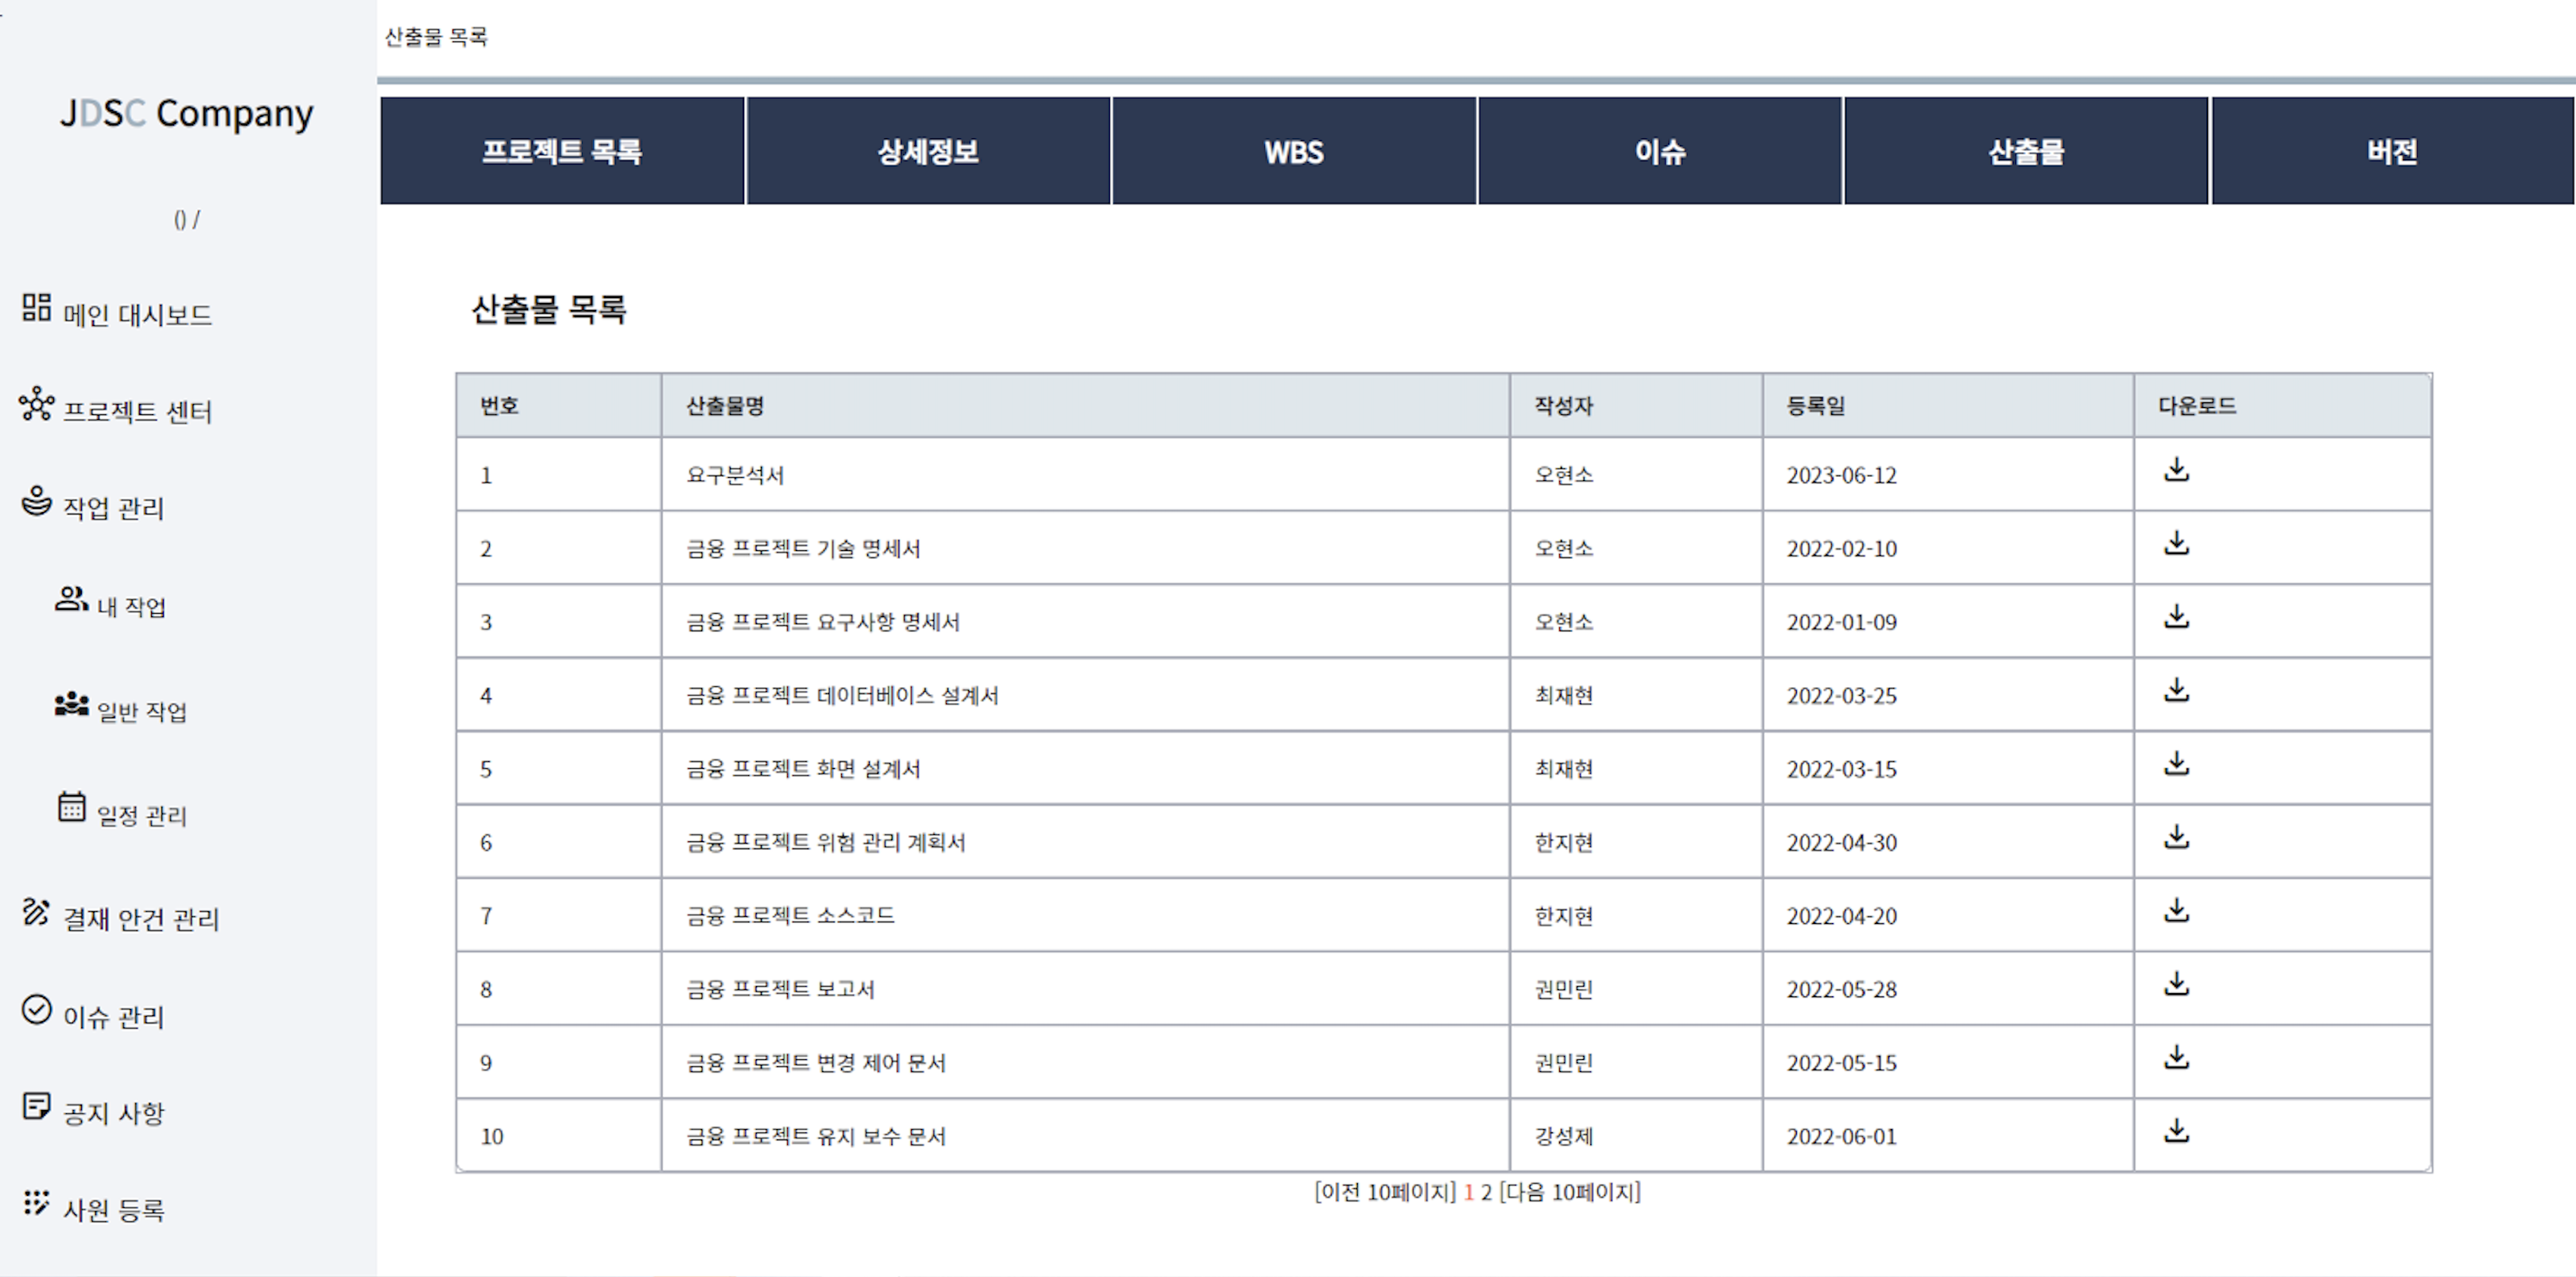 산출물 목록
JDSC Company
() /
메인 대시보드
프로젝트 센터
작업 관리
내 작업
일반 작업
일정 관리
결재 안건 관리
이슈 관리
공지 사항
사원 등록
프로젝트 목록 상세정보 WBS 이슈 산출물 버전
산출물 목록
번호 산출물명 작성자 등록일 다운로드
1 요구분석서 오현소 2023-06-12
2 금융 프로젝트 기술 명세서 오현소 2022-02-10
3 금융 프로젝트 요구사항 명세서 오현소 2022-01-09
4 금융 프로젝트 데이터베이스 설계서 최재현 2022-03-25
5 금융 프로젝트 화면 설계서 최재현 2022-03-15
6 금융 프로젝트 위험 관리 계획서 한지현 2022-04-30
7 금융 프로젝트 소스코드 한지현 2022-04-20
8 금융 프로젝트 보고서 권민린 2022-05-28
9 금융 프로젝트 변경 제어 문서 권민린 2022-05-15
10 금융 프로젝트 유지 보수 문서 강성제 2022-06-01
[이전 10페이지] 1 2 [다음 10페이지]